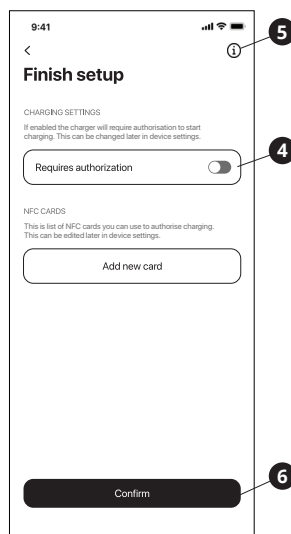 9:41
5
Finish setup
CHARGING SETTINGS
If enabled the charger will require authorisation to start
charging. This can be changed later in device settings.
4
Requires authorization
NFC CARDS
This is list of NFC cards you can use to authorise charging.
This can be edited later in device settings.
Add new card
6
Confirm